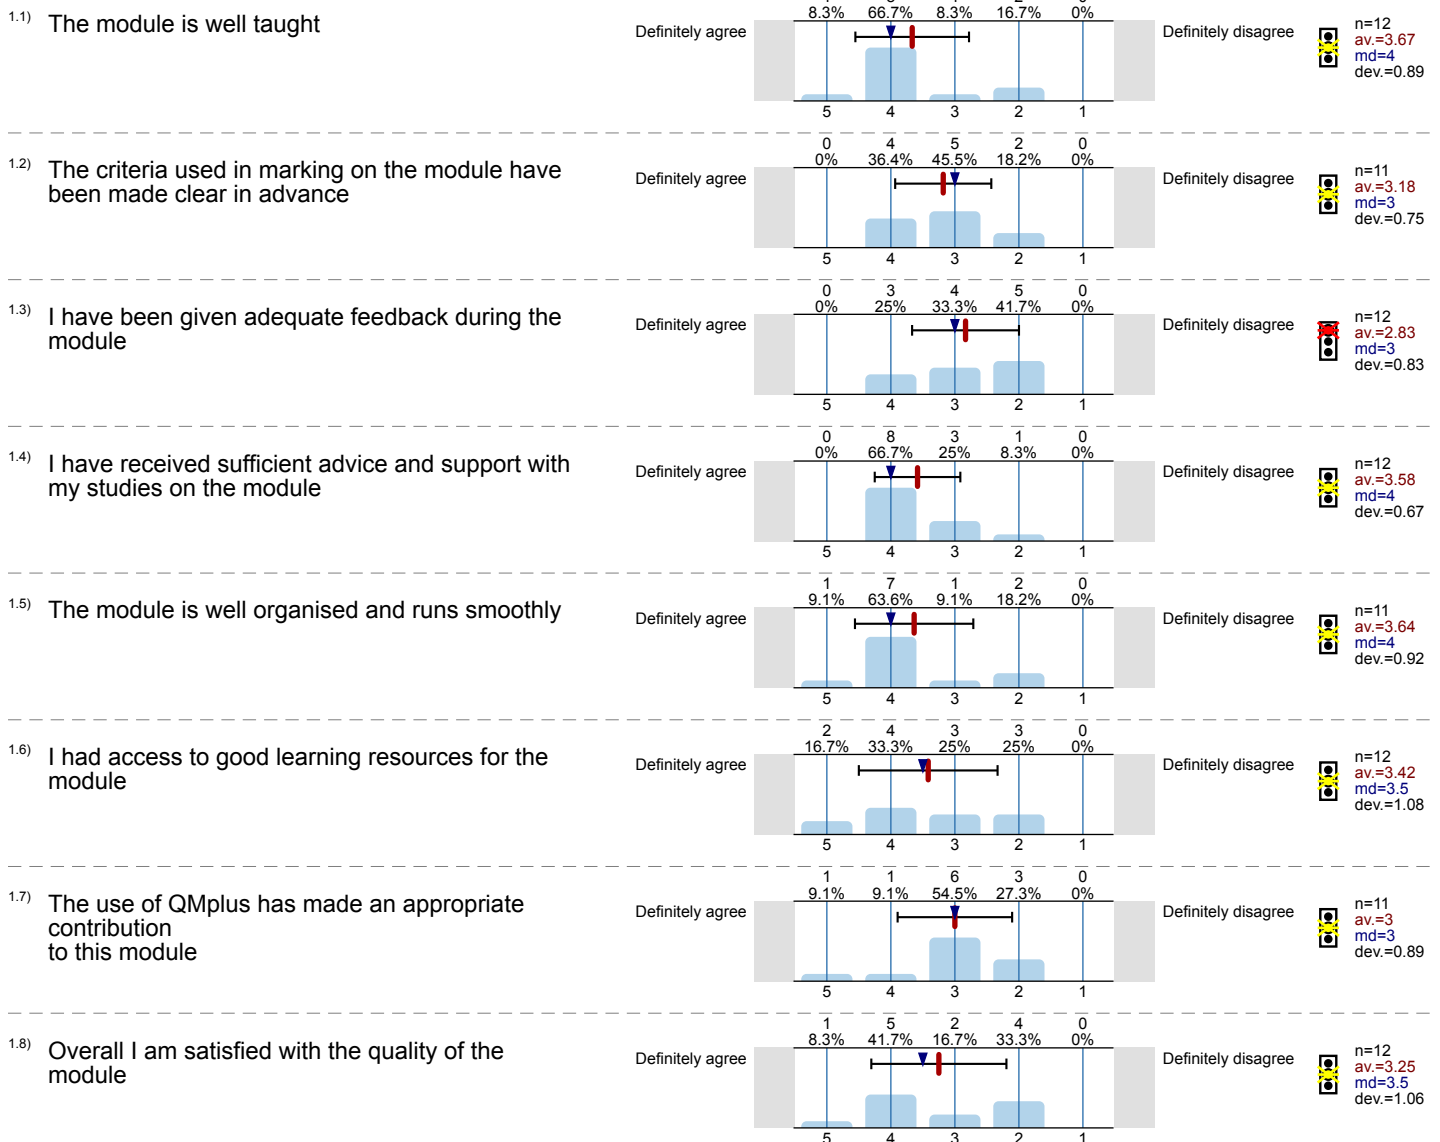 8.3% 66.7% 8.3% 16.7% 0%
1.1) The module is well taught
Definitely agree
Definitely disagree
n=12
av.=3.67
md=4
dev.=0.89
5 4 3 2 1
0 4 5 2 0
0% 36.4% 45.5% 18.2% 0%
1.2) The criteria used in marking on the module have
been made clear in advance
Definitely agree
Definitely disagree
n=11
av.=3.18
md=3
dev.=0.75
5 4 3 2 1
0 3 4 5 0
0% 25% 33.3% 41.7% 0%
1.3) I have been given adequate feedback during the
module
Definitely agree
Definitely disagree
n=12
av.=2.83
md=3
dev.=0.83
5 4 3 2 1
0 8 3 1 0
0% 66.7% 25% 8.3% 0%
1.4) I have received sufficient advice and support with
my studies on the module
Definitely agree
Definitely disagree
n=12
av.=3.58
md=4
dev.=0.67
5 4 3 2 1
1 7 1 2 0
9.1% 63.6% 9.1% 18.2% 0%
1.5) The module is well organised and runs smoothly
Definitely agree
Definitely disagree
n=11
av.=3.64
md=4
dev.=0.92
5 4 3 2 1
2 4 3 3 0
16.7% 33.3% 25% 25% 0%
1.6) I had access to good learning resources for the
module
Definitely agree
Definitely disagree
n=12
av.=3.42
md=3.5
dev.=1.08
5 4 3 2 1
1 1 6 3 0
9.1% 9.1% 54.5% 27.3% 0%
1.7) The use of QMplus has made an appropriate
contribution
to this module
Definitely agree
Definitely disagree
n=11
av.=3
md=3
dev.=0.89
5 4 3 2 1
1 5 2 4 0
8.3% 41.7% 16.7% 33.3% 0%
1.8) Overall I am satisfied with the quality of the
module
Definitely agree
Definitely disagree
n=12
av.=3.25
md=3.5
dev.=1.06
5 4 3 2 1